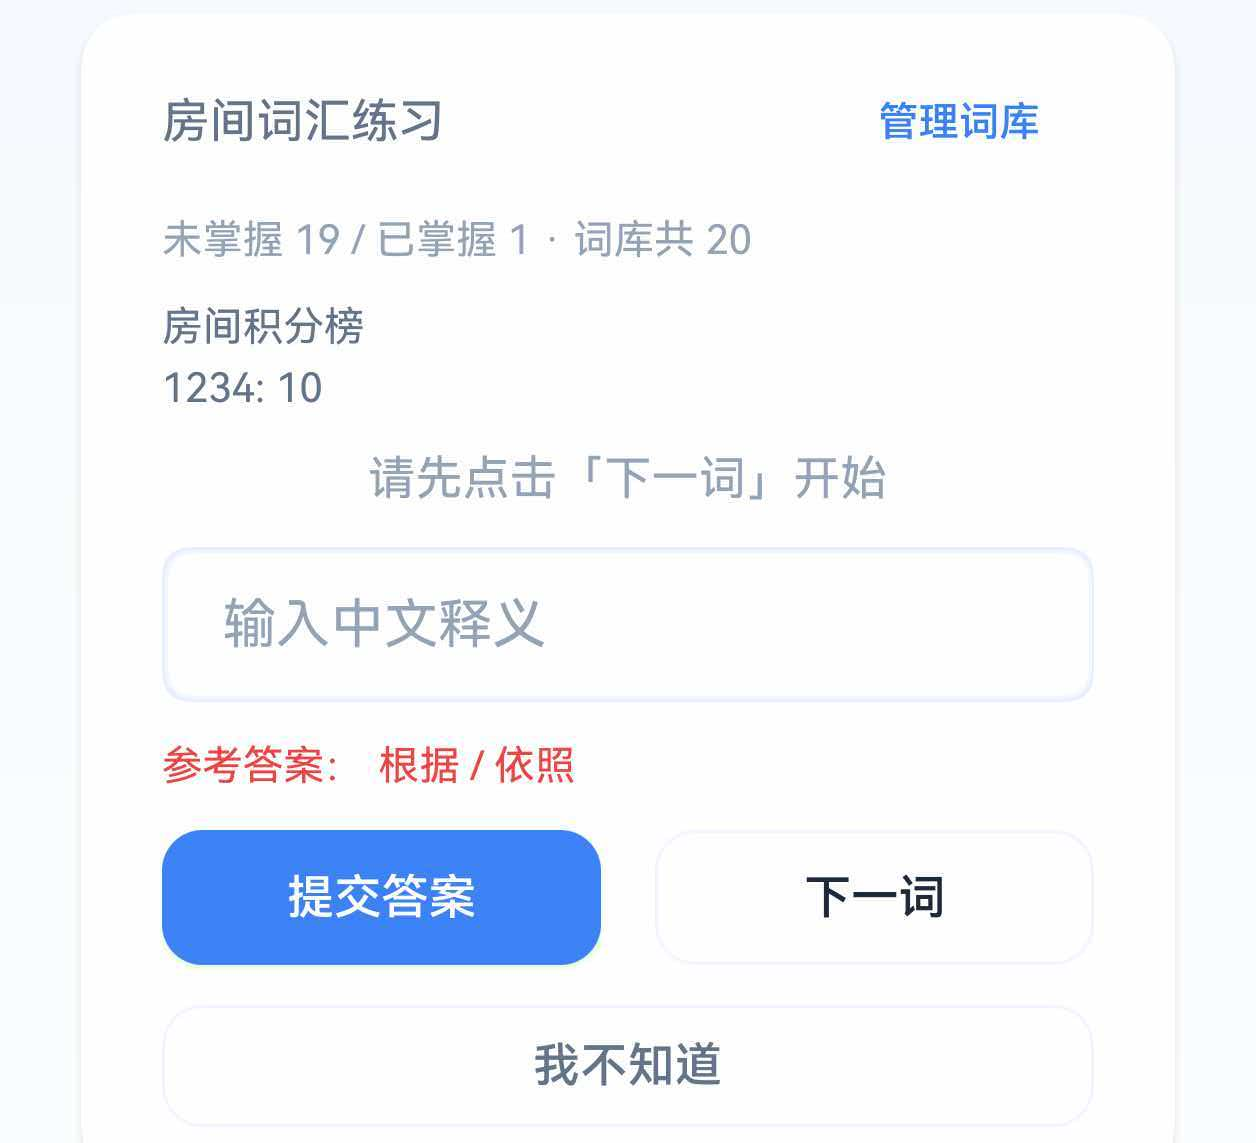 房间词汇练习 管理词库
未掌握 19 / 已掌握 1 · 词库共 20
房间积分榜
1234: 10
请先点击「下一词」开始
输入中文释义
参考答案： 根据 / 依照
提交答案 下一词
我不知道